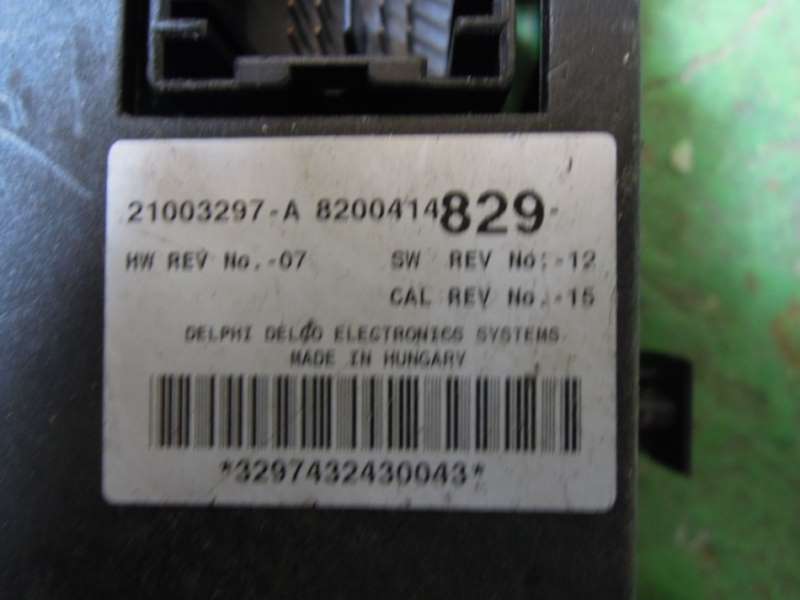 21003297-A 8200414829-
HW REV No.-07 SW REV No.-12
CAL REV No.-15
DELPHI DELCO ELECTRONICS SYSTEMS
MADE IN HUNGARY
*3297432430043*